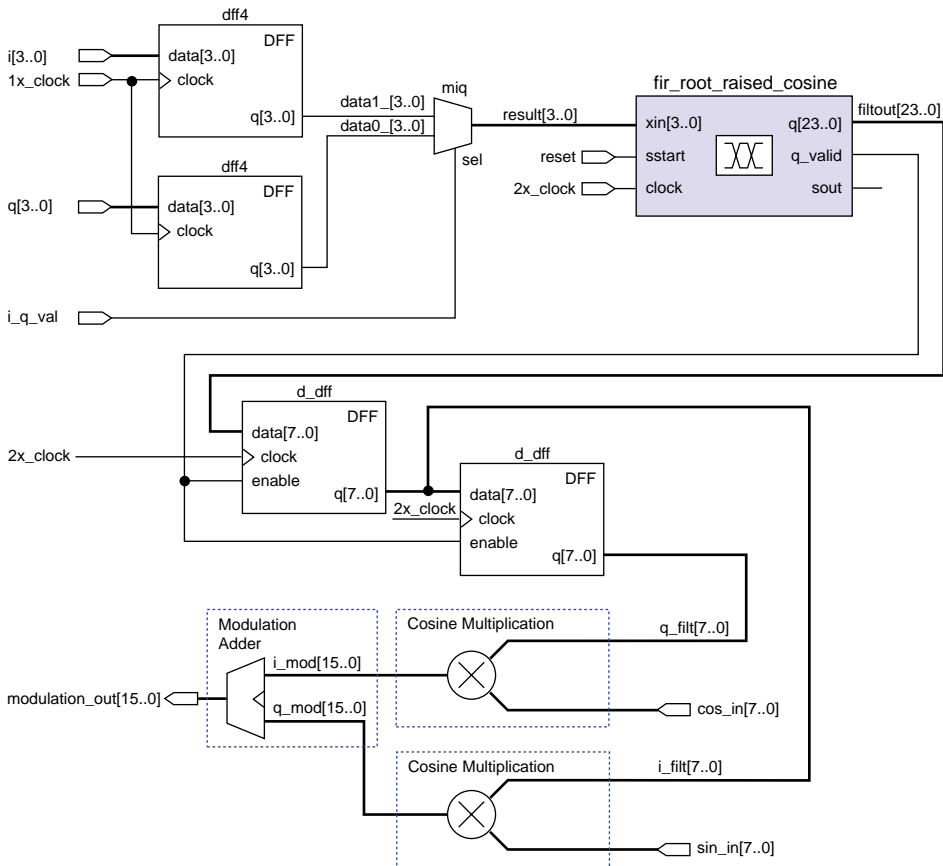 dff4
DFF
i[3..0]
data[3..0]
1x_clock
clock
q[3..0]
dff4
DFF
q[3..0]
data[3..0]
clock
q[3..0]
i_q_val
miq
data1_[3..0]
data0_[3..0]
sel
result[3..0]
fir_root_raised_cosine
xin[3..0]
q[23..0]
filtout[23..0]
reset
sstart
q_valid
2x_clock
clock
sout
d_dff
DFF
data[7..0]
2x_clock
clock
enable
q[7..0]
d_dff
DFF
data[7..0]
2x_clock
clock
enable
q[7..0]
Modulation
Adder
i_mod[15..0]
modulation_out[15..0]
q_mod[15..0]
Cosine Multiplication
q_filt[7..0]
cos_in[7..0]
Cosine Multiplication
i_filt[7..0]
sin_in[7..0]